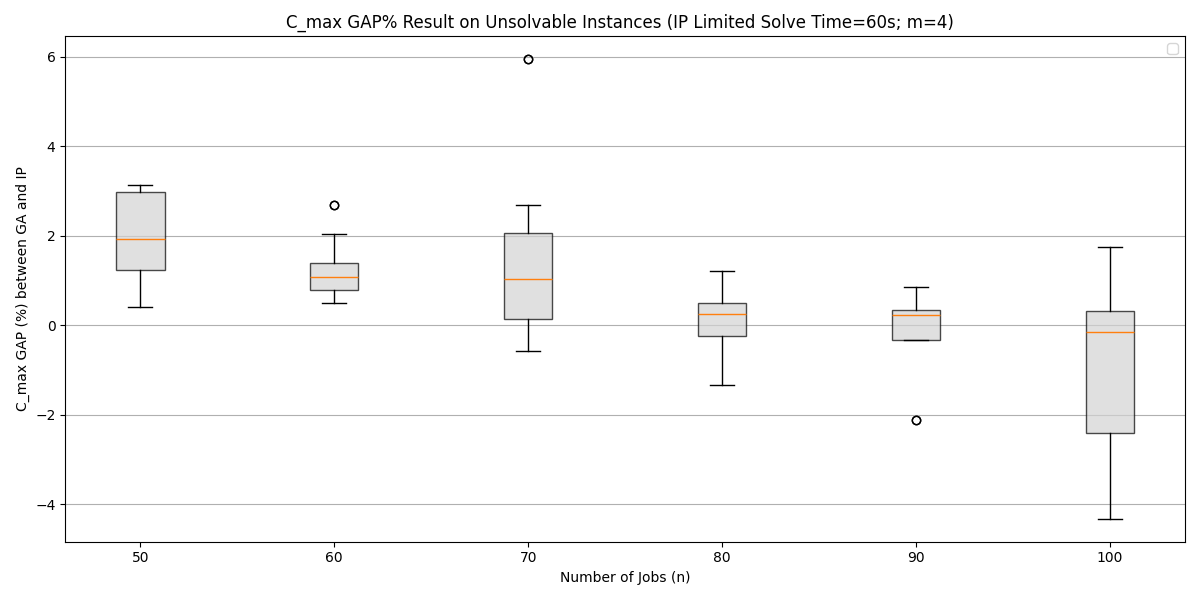 C_max GAP% Result on Unsolvable Instances (IP Limited Solve Time=60s; m=4)
C_max GAP (%) between GA and IP
6
4
2
0
−2
−4
50 60 70 80 90 100
Number of Jobs (n)